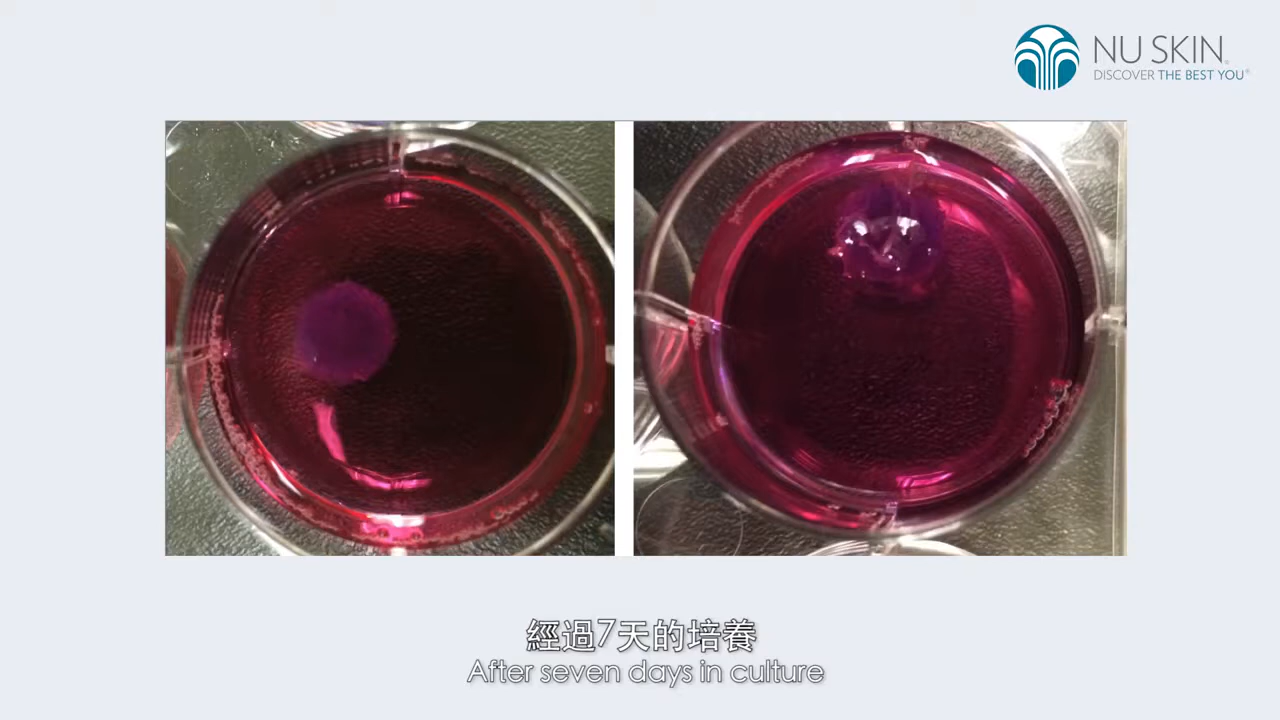 NU SKIN®
DISCOVER THE BEST YOU®
經過7天的培養
After seven days in culture